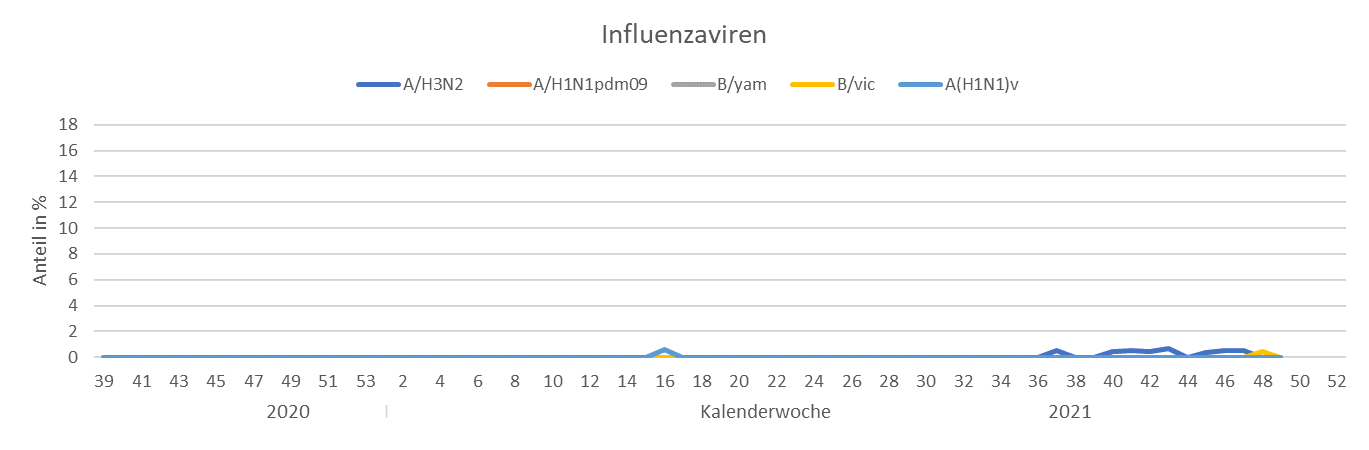 Influenzaviren
A/H3N2 A/H1N1pdm09 B/yam B/vic A(H1N1)v
Anteil in %
18
16
14
12
10
8
6
4
2
0
39 41 43 45 47 49 51 53 2 4 6 8 10 12 14 16 18 20 22 24 26 28 30 32 34 36 38 40 42 44 46 48 50 52
2020 Kalenderwoche 2021